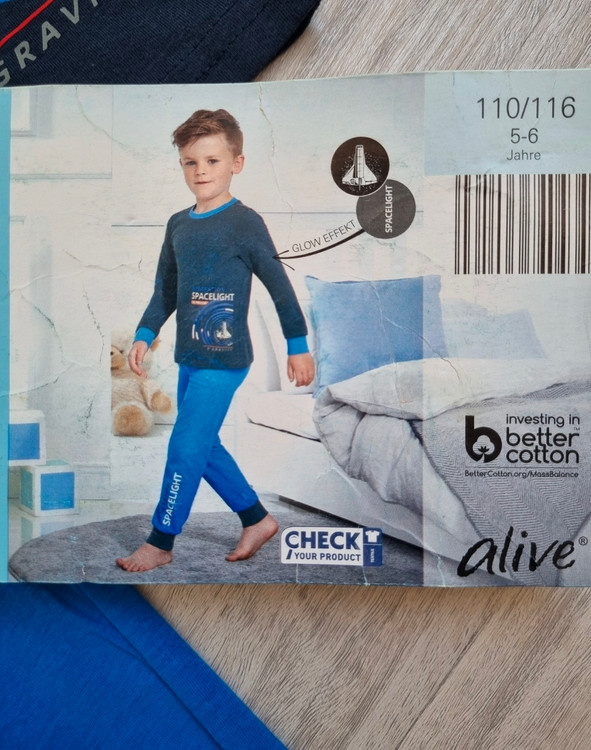 GRAVI
110/116
5-6
Jahre
SPACELIGHT
GLOW EFFEKT
SPACELIGHT
SPACELIGHT
investing in
better
cotton
BetterCotton.org/MassBalance
CHECK
YOUR PRODUCT
TEXTILE
alive®